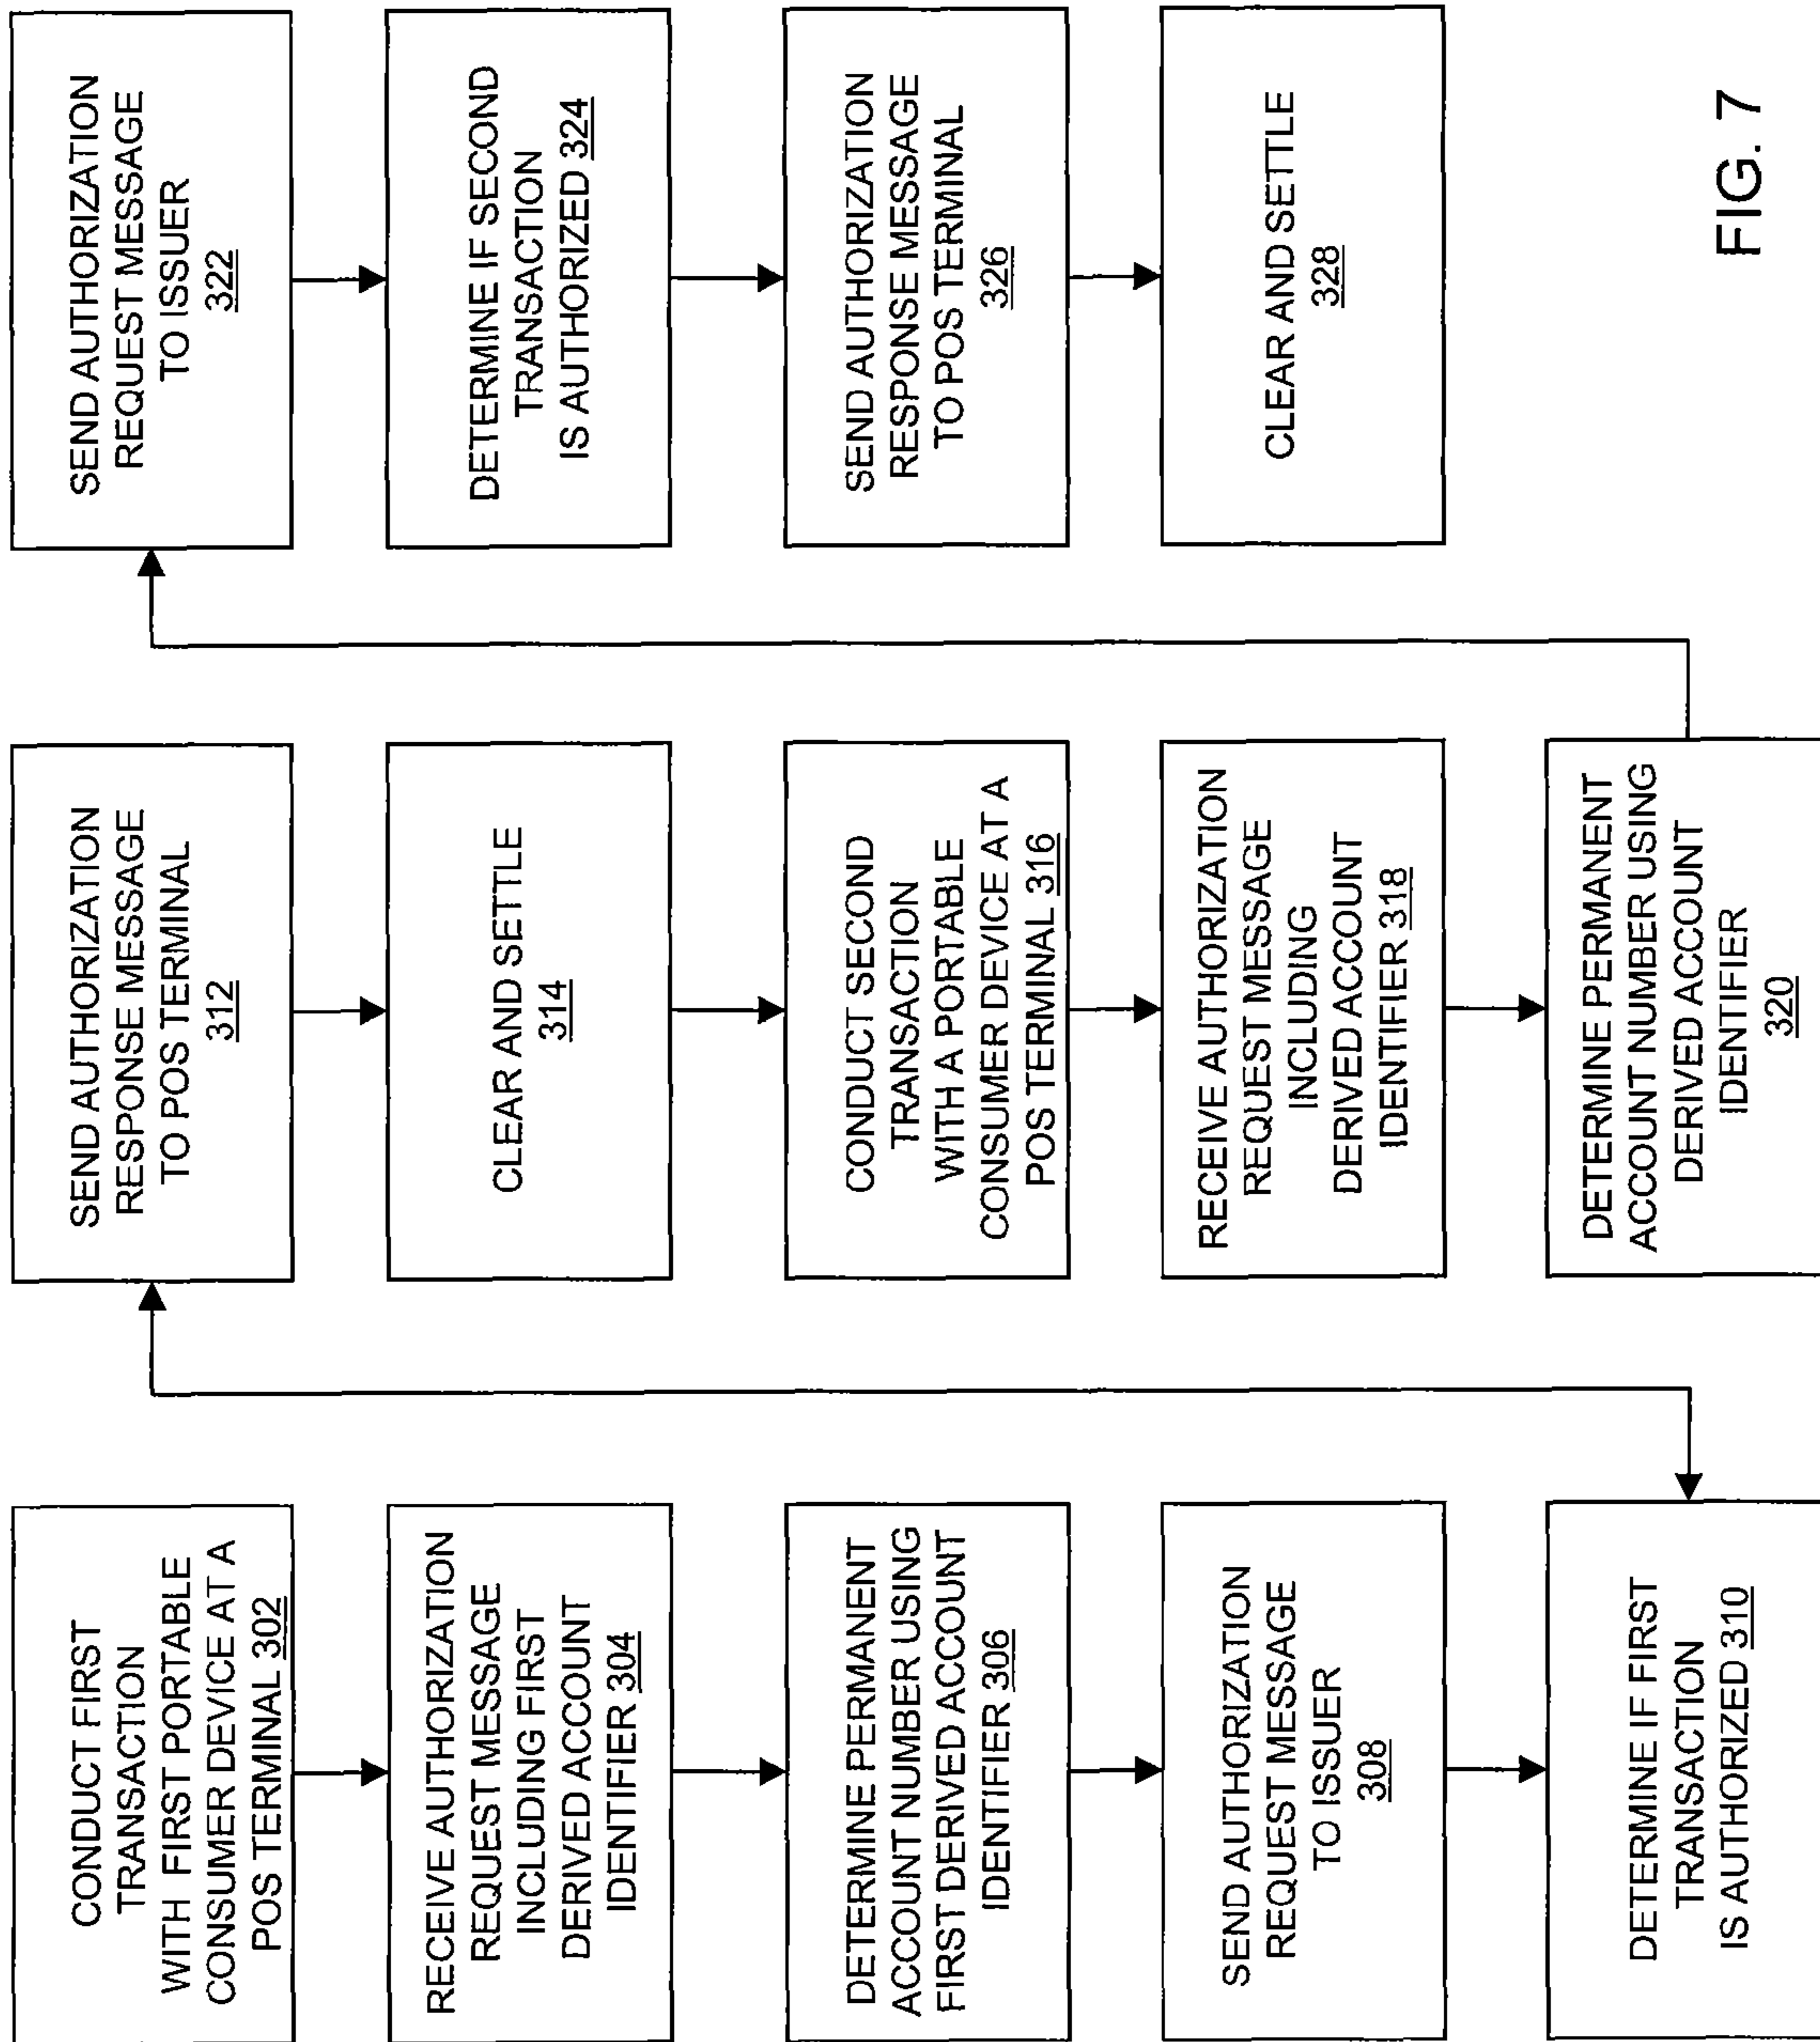 CONDUCT FIRST
TRANSACTION
WITH FIRST PORTABLE
CONSUMER DEVICE AT A
POS TERMINAL 302
RECEIVE AUTHORIZATION
REQUEST MESSAGE
INCLUDING FIRST
DERIVED ACCOUNT
IDENTIFIER 304
DETERMINE PERMANENT
ACCOUNT NUMBER USING
FIRST DERIVED ACCOUNT
IDENTIFIER 306
SEND AUTHORIZATION
REQUEST MESSAGE
TO ISSUER
308
DETERMINE IF FIRST
TRANSACTION
IS AUTHORIZED 310
SEND AUTHORIZATION
RESPONSE MESSAGE
TO POS TERMINAL
312
CLEAR AND SETTLE
314
CONDUCT SECOND
TRANSACTION
WITH A PORTABLE
CONSUMER DEVICE AT A
POS TERMINAL 316
RECEIVE AUTHORIZATION
REQUEST MESSAGE
INCLUDING
DERIVED ACCOUNT
IDENTIFIER 318
DETERMINE PERMANENT
ACCOUNT NUMBER USING
DERIVED ACCOUNT
IDENTIFIER
320
SEND AUTHORIZATION
REQUEST MESSAGE
TO ISSUER
322
DETERMINE IF SECOND
TRANSACTION
IS AUTHORIZED 324
SEND AUTHORIZATION
RESPONSE MESSAGE
TO POS TERMINAL
326
CLEAR AND SETTLE
328
FIG. 7